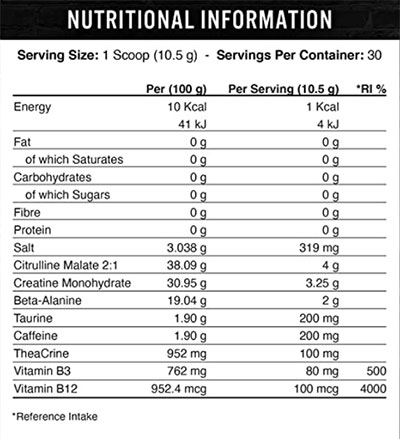 NUTRITIONAL INFORMATION
Serving Size: 1 Scoop (10.5 g) - Servings Per Container: 30
Per (100 g) Per Serving (10.5 g) *RI %
Energy 10 Kcal 1 Kcal
41 kJ 4 kJ
Fat 0 g 0 g
of which Saturates 0 g 0 g
Carbohydrates 0 g 0 g
of which Sugars 0 g 0 g
Fibre 0 g 0 g
Protein 0 g 0 g
Salt 3.038 g 319 mg
Citrulline Malate 2:1 38.09 g 4 g
Creatine Monohydrate 30.95 g 3.25 g
Beta-Alanine 19.04 g 2 g
Taurine 1.90 g 200 mg
Caffeine 1.90 g 200 mg
TheaCrine 952 mg 100 mg
Vitamin B3 762 mg 80 mg 500
Vitamin B12 952.4 mcg 100 mcg 4000
*Reference Intake